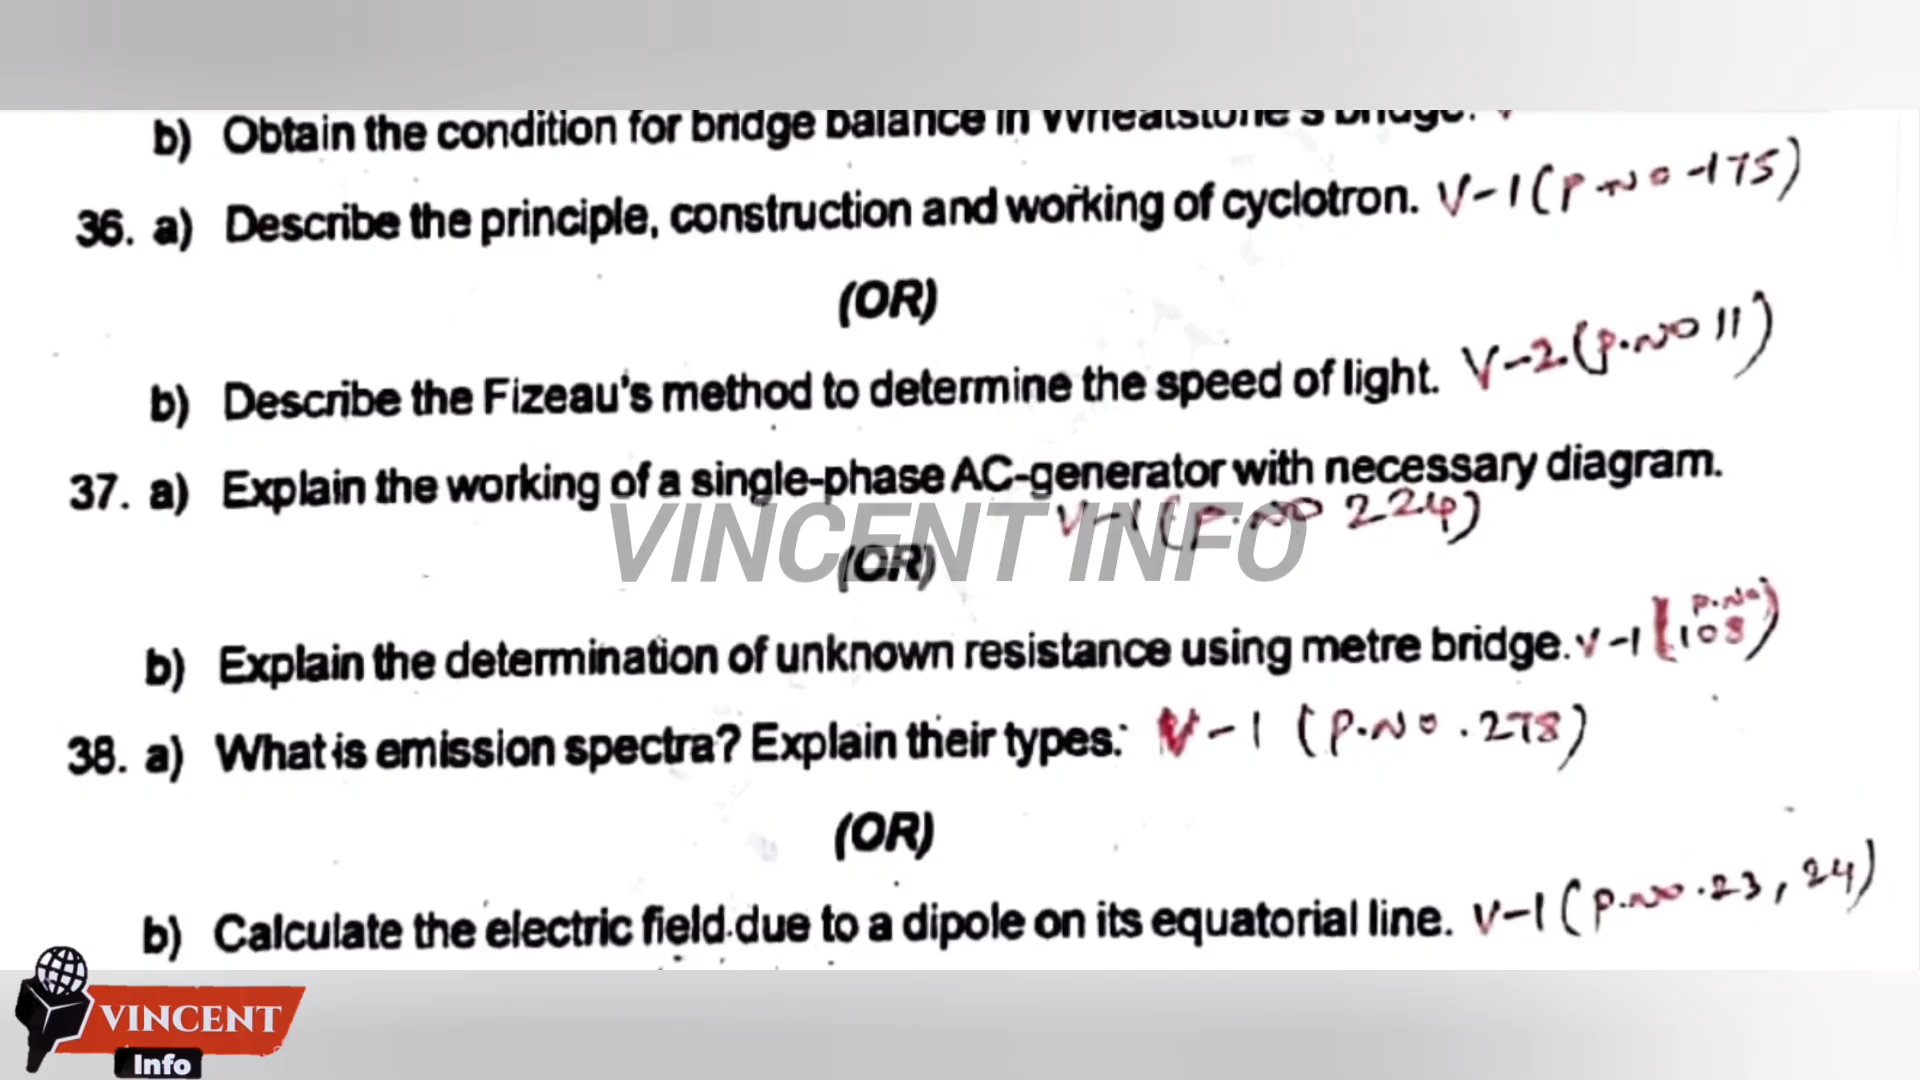 b) Obtain the condition for bridge balance in Wheatstone's bridge.
36. a) Describe the principle, construction and working of cyclotron. V-1 (P.No-175)
(OR)
b) Describe the Fizeau's method to determine the speed of light. V-2 (P.No 11)
37. a) Explain the working of a single-phase AC-generator with necessary diagram.
V-1 (P.No 224)
VINCENT INFO
(OR)
b) Explain the determination of unknown resistance using metre bridge. V-1 (P.No 108)
38. a) What is emission spectra? Explain their types. V-1 (P.No.278)
(OR)
b) Calculate the electric field due to a dipole on its equatorial line. V-1 (P.No.23, 24)
VINCENT
Info